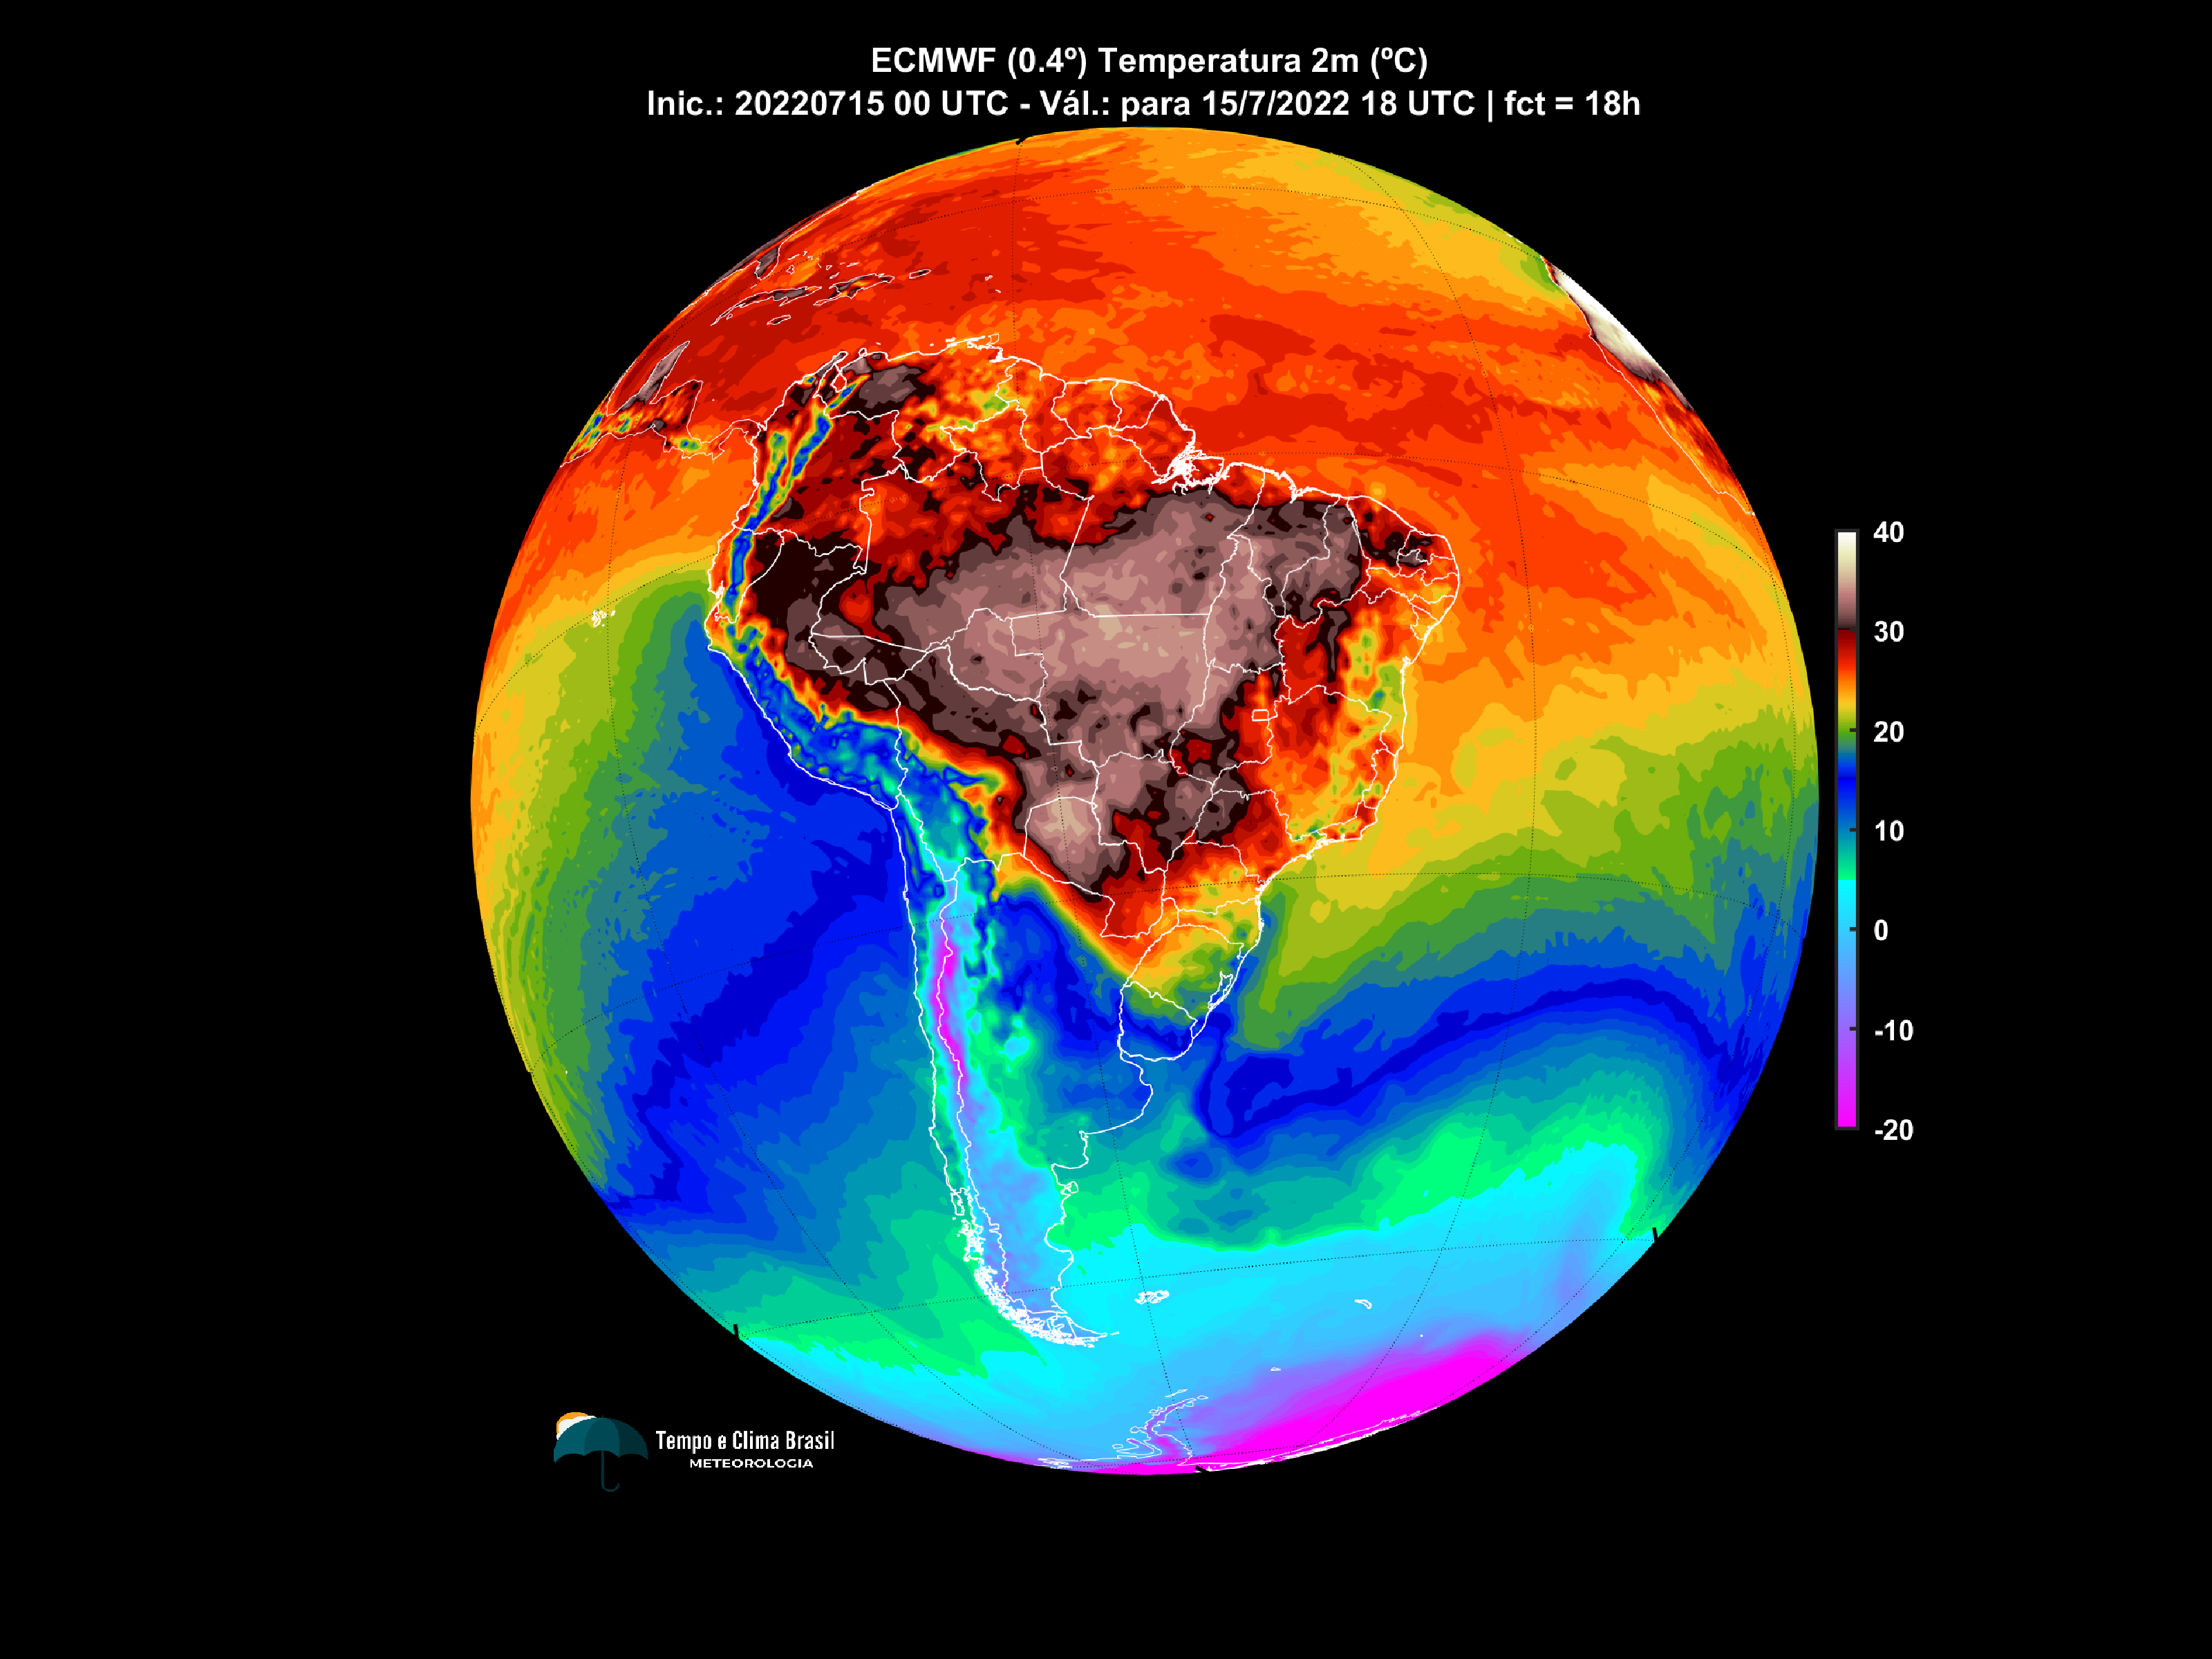 ECMWF (0.4º) Temperatura 2m (ºC)
Inic.: 20220715 00 UTC - Vál.: para 15/7/2022 18 UTC | fct = 18h
40
30
20
10
0
-10
-20
Tempo e Clima Brasil
METEOROLOGIA